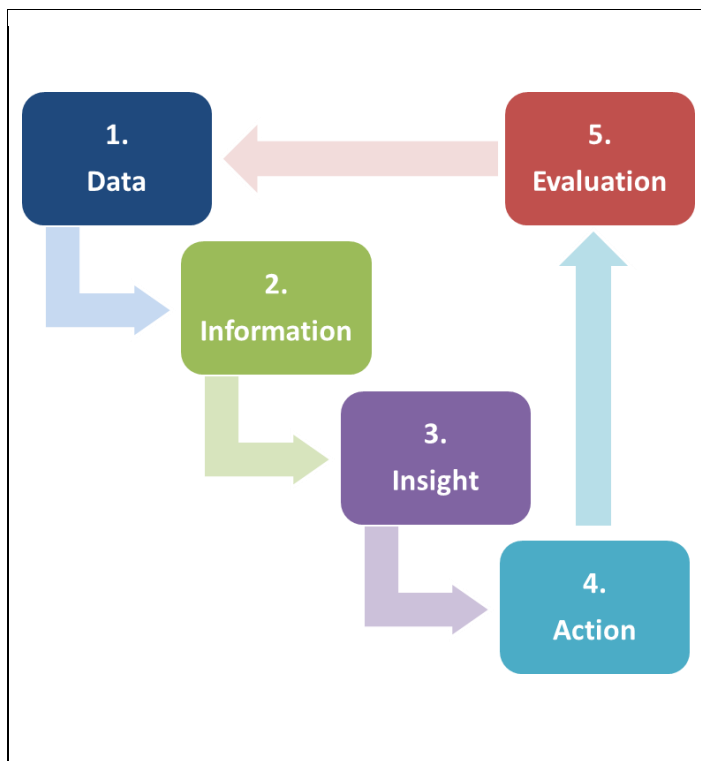 1.
Data
2.
Information
3.
Insight
4.
Action
5.
Evaluation